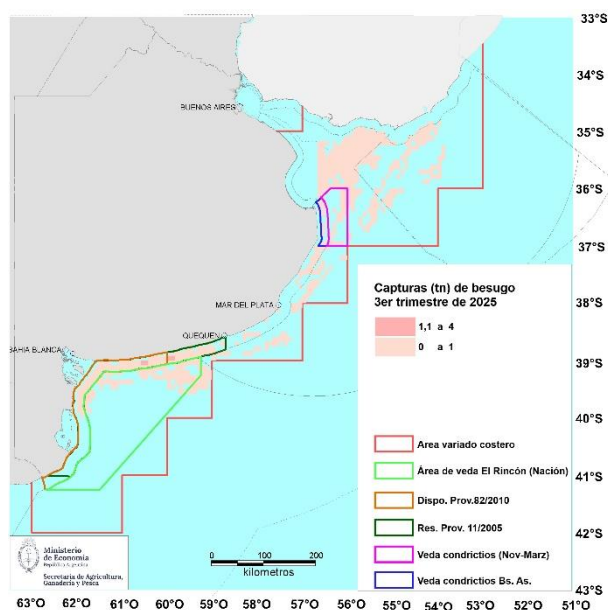 33°S
34°S
BUENOS AIRES
35°S
36°S
37°S
Capturas (tn) de besugo
3er trimestre de 2025
MAR DEL PLATA
38°S
1,1 a 4
QUEQUEN
0 a 1
BAHIA BLANCA
39°S
40°S
Area variado costero
Área de veda El Rincón (Nación)
41°S
Dispo. Prov.82/2010
Res. Prov. 11/2005
42°S
Ministerio
de Economía
República Argentina
Veda condrictios (Nov-Marz)
0 100 200
kilometros
Secretaría de Agricultura,
Ganadería y Pesca
Veda condrictios Bs. As.
43°S
63°O 62°O 61°O 60°O 59°O 58°O 57°O 56°O 55°O 54°O 53°O 52°O 51°O